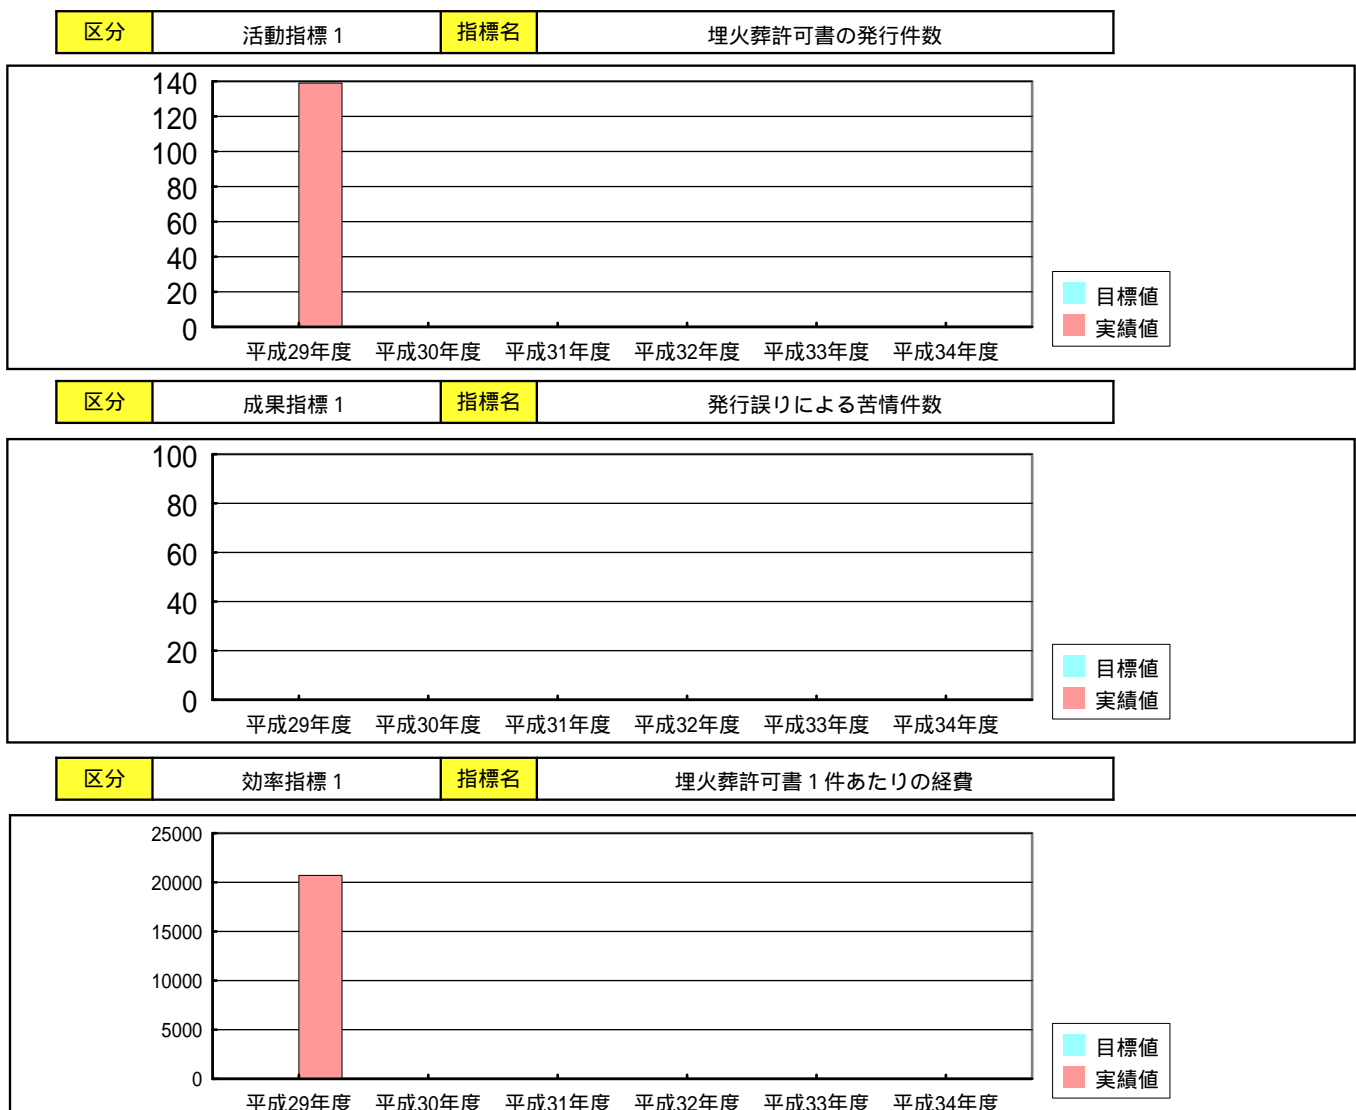 区分 活動指標1 指標名 埋火葬許可書の発行件数
140
120
100
80
60
40
20
0
平成29年度 平成30年度 平成31年度 平成32年度 平成33年度 平成34年度
目標値
実績値
区分 成果指標1 指標名 発行誤りによる苦情件数
100
80
60
40
20
0
平成29年度 平成30年度 平成31年度 平成32年度 平成33年度 平成34年度
目標値
実績値
区分 効率指標1 指標名 埋火葬許可書1件あたりの経費
25000
20000
15000
10000
5000
0
平成29年度 平成30年度 平成31年度 平成32年度 平成33年度 平成34年度
目標値
実績値